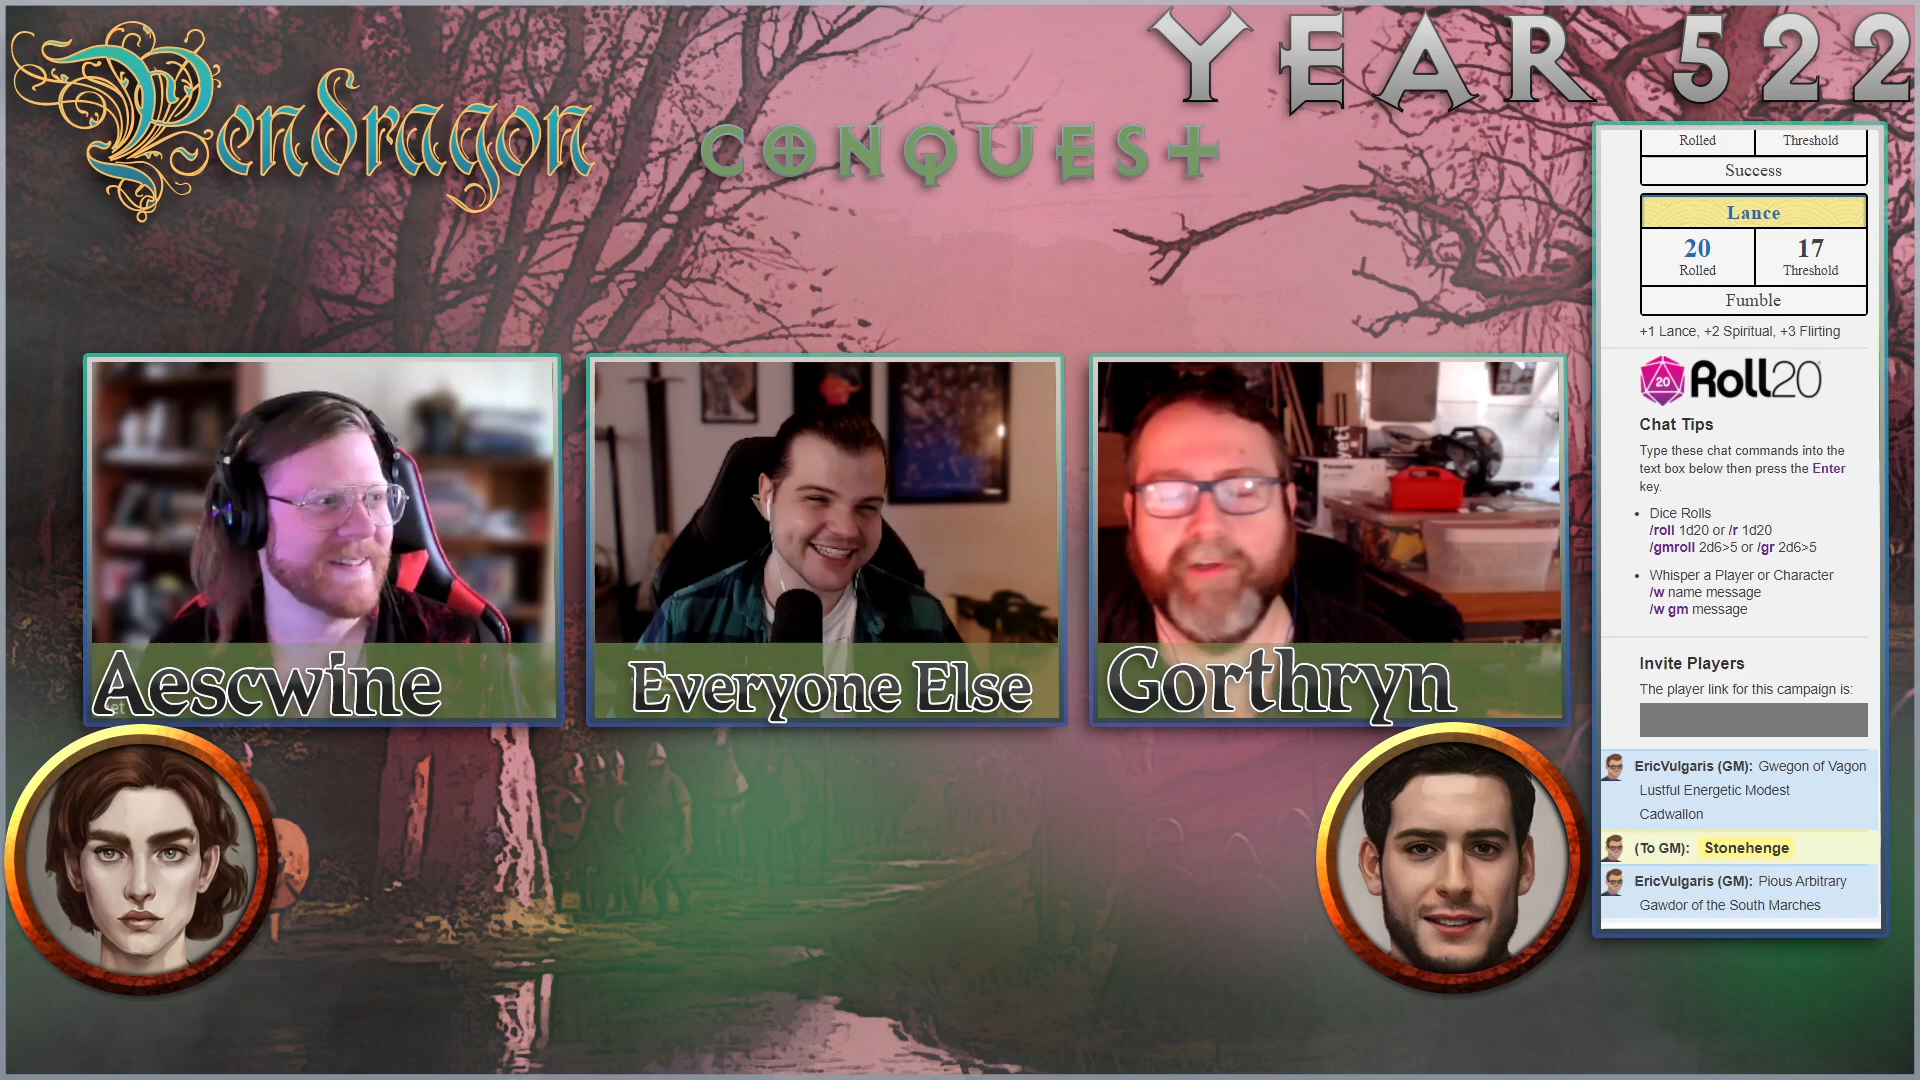 Pendragon
YEAR 522
CONQUEST
Rolled Threshold
Success
Lance
20 17
Rolled Threshold
Fumble
+1 Lance, +2 Spiritual, +3 Flirting
20 Roll20
Chat Tips
Type these chat commands into the
text box below then press the Enter
key.
• Dice Rolls
/roll 1d20 or /r 1d20
/gmroll 2d6>5 or /gr 2d6>5
• Whisper a Player or Character
/w name message
/w gm message
Invite Players
The player link for this campaign is:
EricVulgaris (GM): Gwegon of Vagon
Lustful Energetic Modest
Cadwallon
(To GM): Stonehenge
EricVulgaris (GM): Pious Arbitrary
Gawdor of the South Marches
Panasonic
Aescwine
Everyone Else
Gorthryn